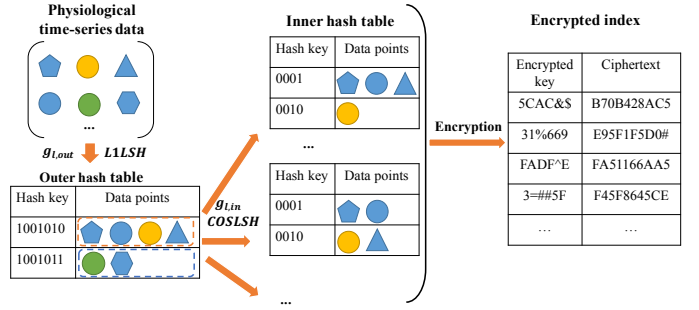 Physiological
time-series data
...
g_{l,out} L1LSH
Outer hash table
Hash key Data points
1001010
1001011
g_{l,in}
COSLSH
Inner hash table
Hash key Data points
0001
0010
...
Hash key Data points
0001
0010
...
Encryption
Encrypted index
Encrypted key Ciphertext
5CAC&$ B70B428AC5
31%669 E95F1F5D0#
FADF^E FA51166AA5
3=##5F F45F8645CE
... ...